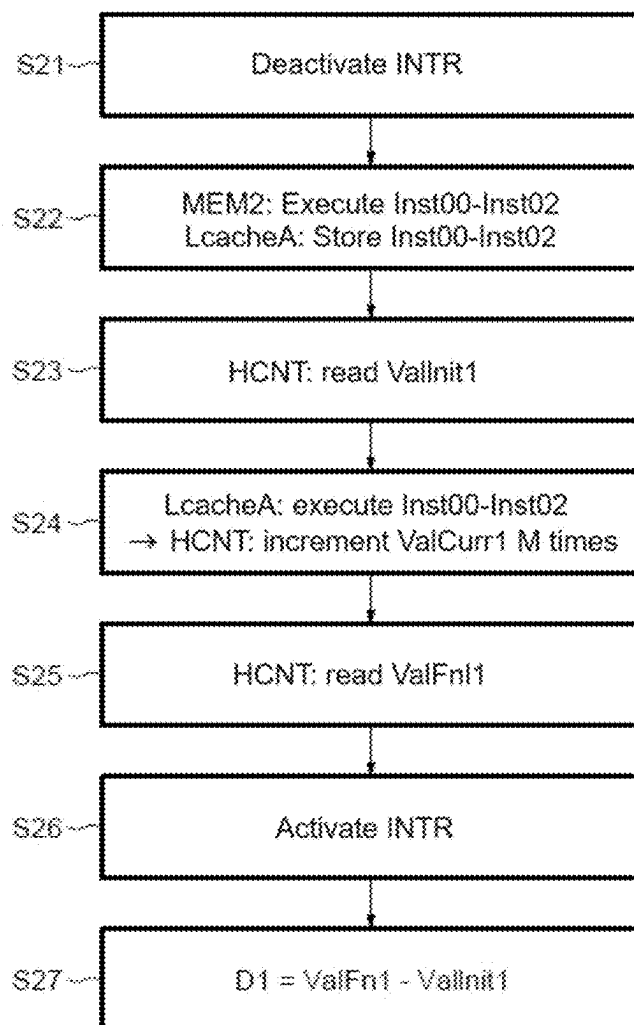 S21
Deactivate INTR
S22
MEM2: Execute Inst00-Inst02
LcacheA: Store Inst00-Inst02
S23
HCNT: read ValInit1
S24
LcacheA: execute Inst00-Inst02
→ HCNT: increment ValCurr1 M times
S25
HCNT: read ValFnl1
S26
Activate INTR
S27
D1 = ValFn1 - ValInit1